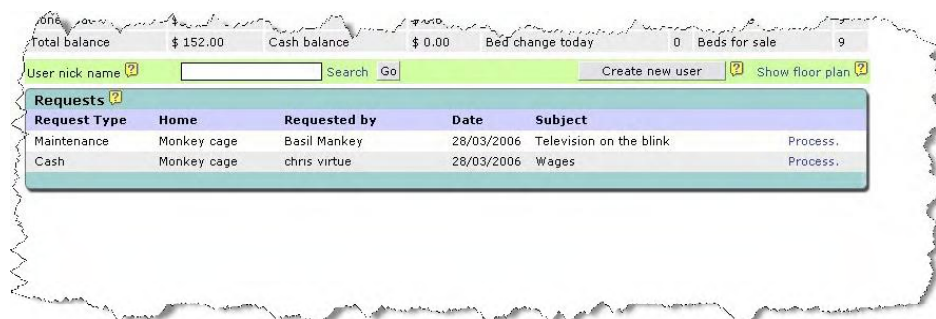 Total balance $ 152.00 Cash balance $ 0.00 Bed change today 0 Beds for sale 9
User nick name ? Search Go Create new user ? Show floor plan ?
Requests ?
Request Type Home Requested by Date Subject
Maintenance Monkey cage Basil Mankey 28/03/2006 Television on the blink Process.
Cash Monkey cage chris virtue 28/03/2006 Wages Process.